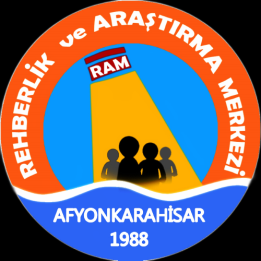 REHBERLİK ve ARAŞTIRMA MERKEZİ
RAM
AFYONKARAHİSAR
1988